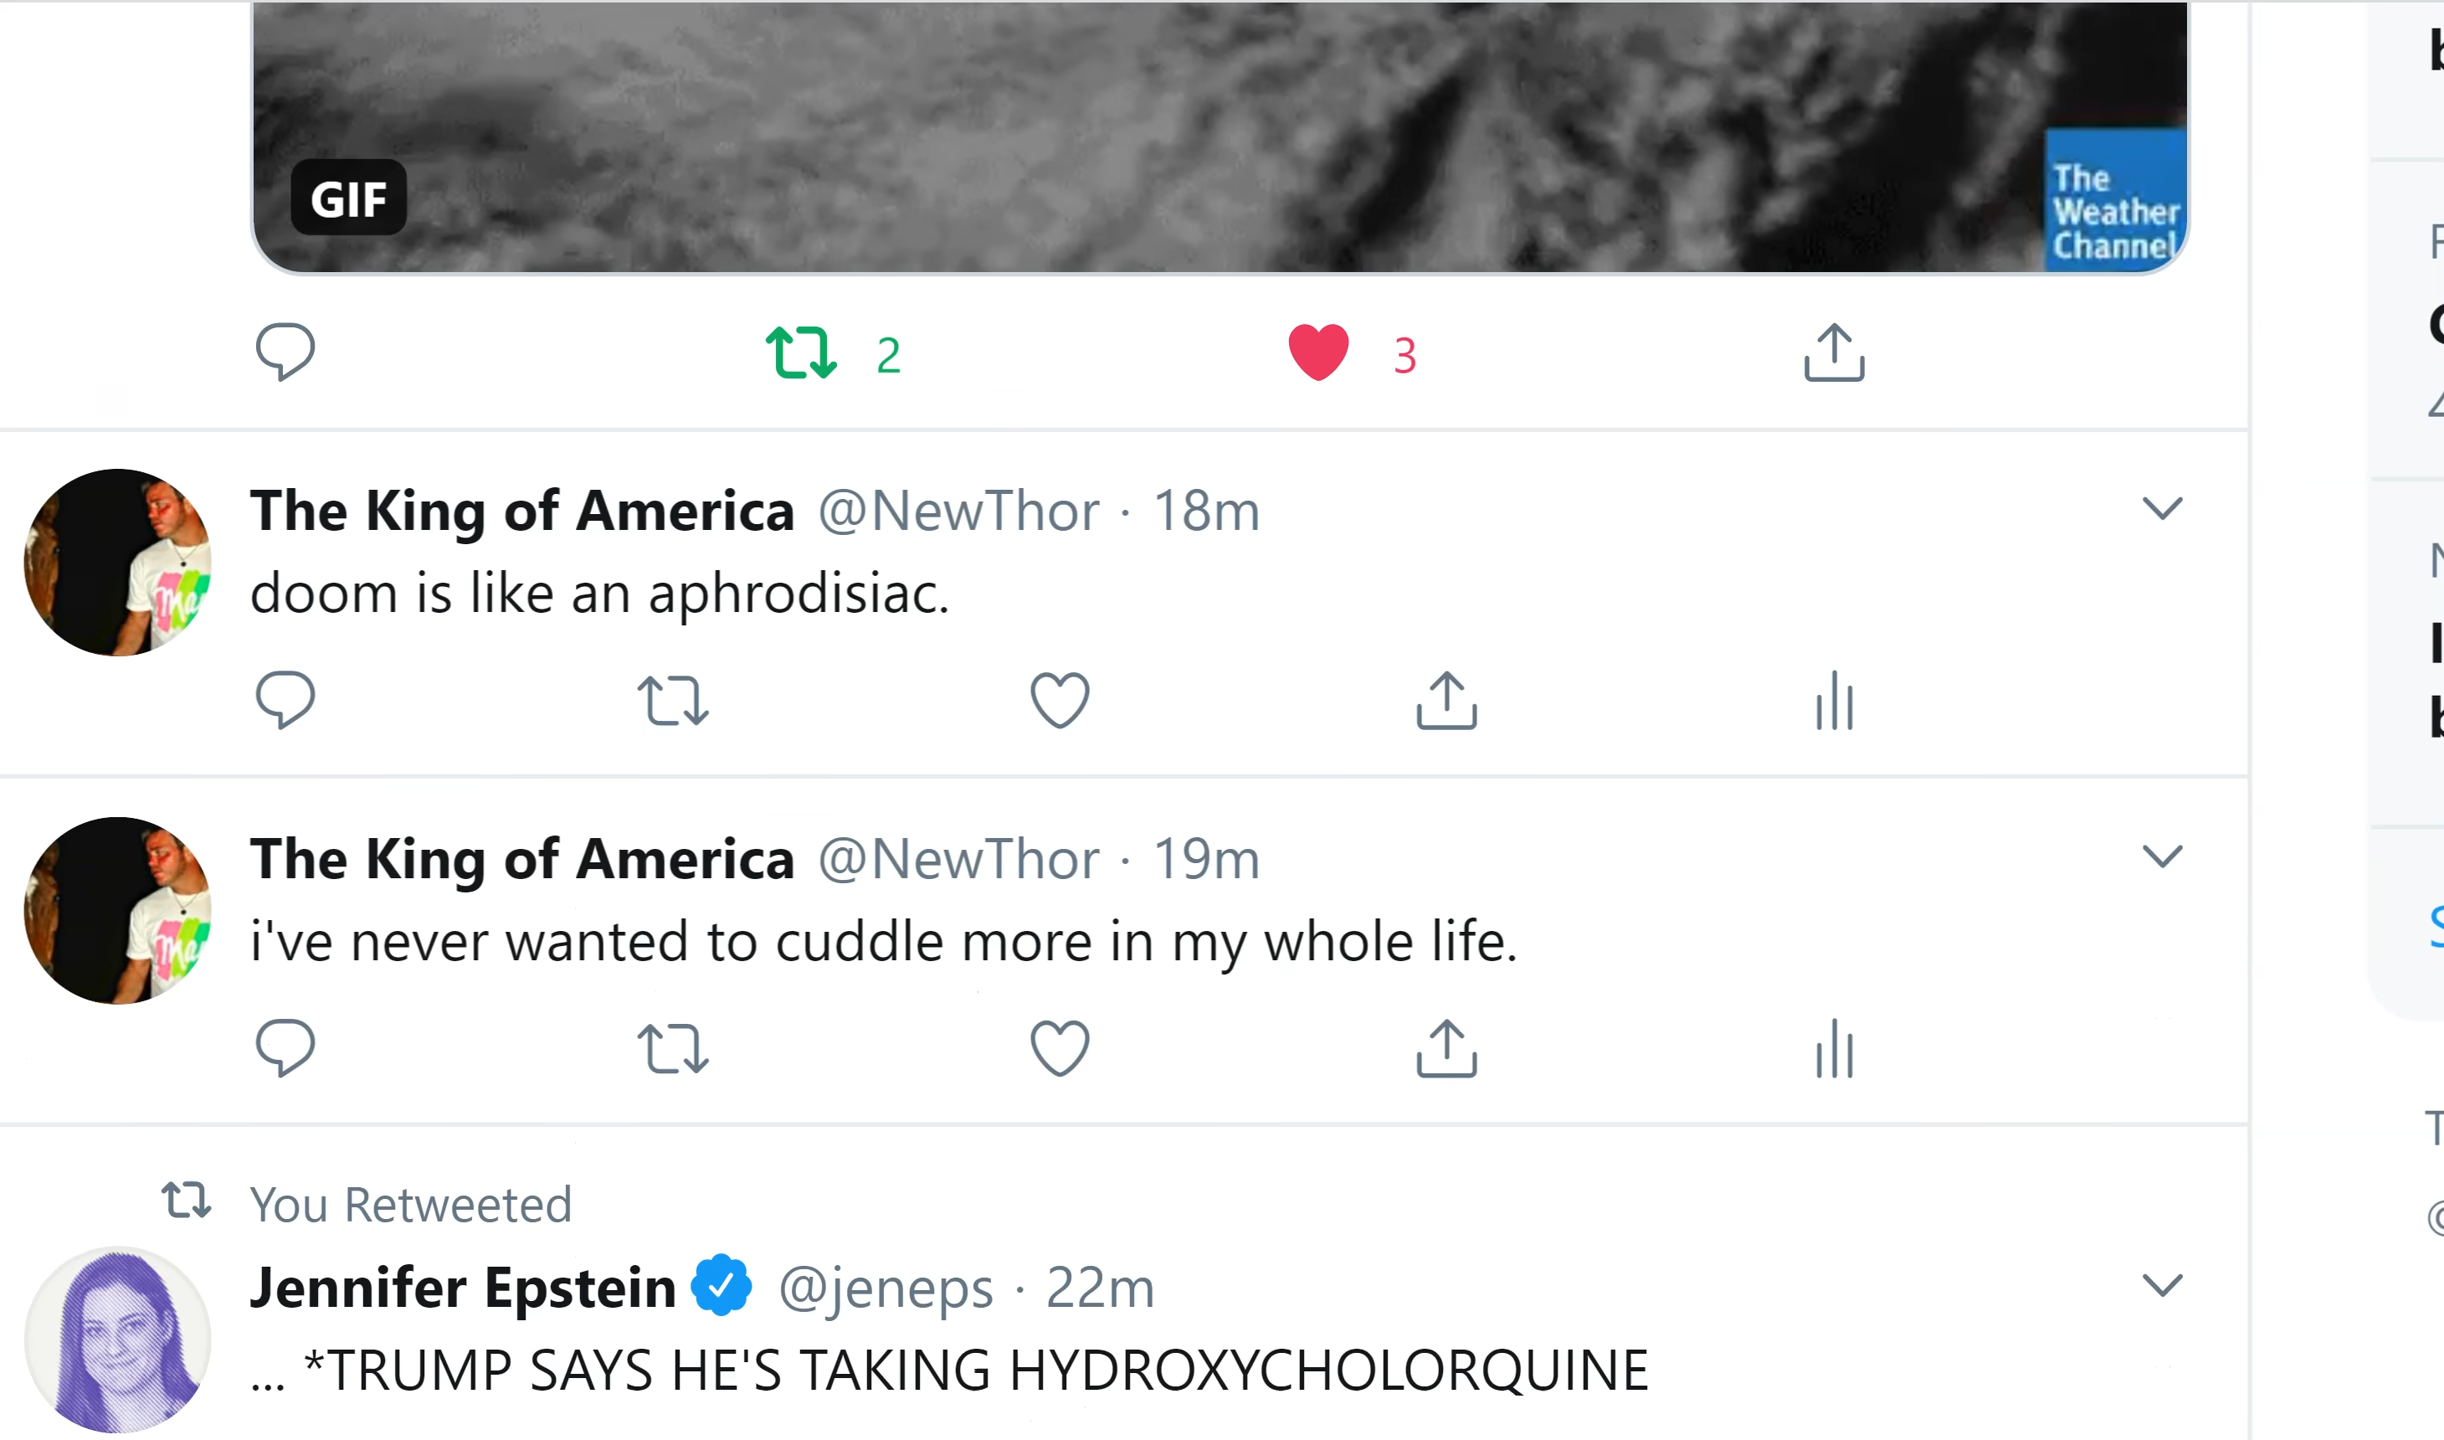 GIF
The
Weather
Channel
2
3
The King of America @NewThor · 18m
doom is like an aphrodisiac.
The King of America @NewThor · 19m
i've never wanted to cuddle more in my whole life.
You Retweeted
Jennifer Epstein @jeneps · 22m
... *TRUMP SAYS HE'S TAKING HYDROXYCHOLORQUINE